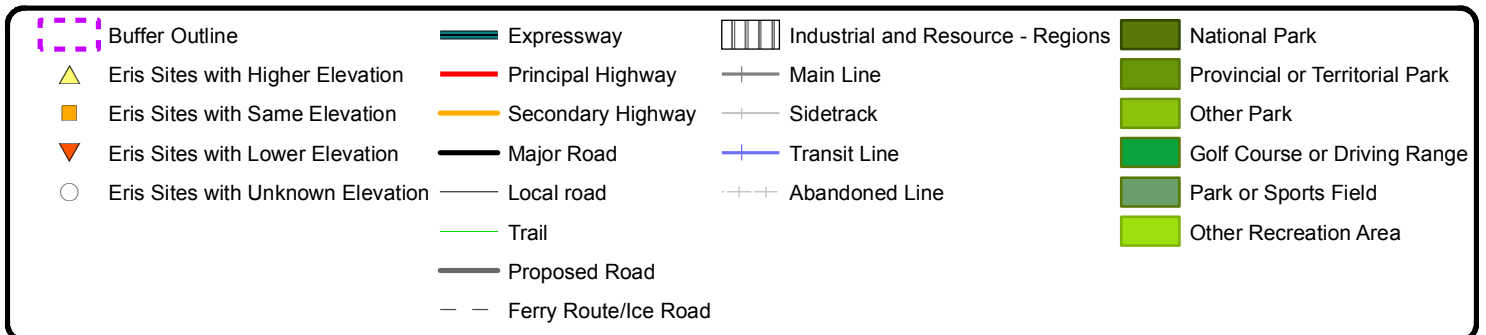 Buffer Outline
Eris Sites with Higher Elevation
Eris Sites with Same Elevation
Eris Sites with Lower Elevation
Eris Sites with Unknown Elevation
Expressway
Principal Highway
Secondary Highway
Major Road
Local road
Trail
Proposed Road
Ferry Route/Ice Road
Industrial and Resource - Regions
Main Line
Sidetrack
Transit Line
Abandoned Line
National Park
Provincial or Territorial Park
Other Park
Golf Course or Driving Range
Park or Sports Field
Other Recreation Area